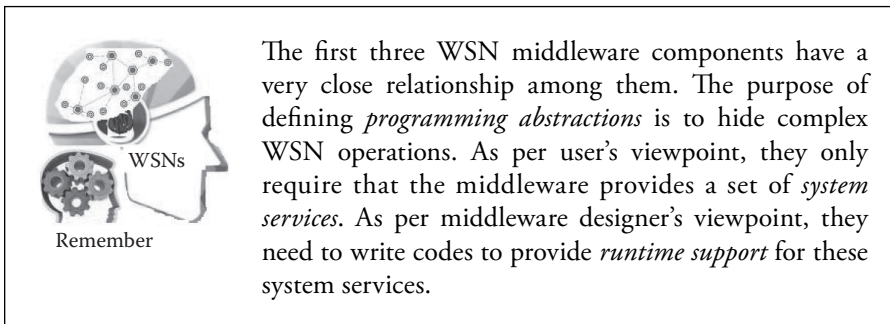 WSNs
Remember
The first three WSN middleware components have a
very close relationship among them. The purpose of
defining programming abstractions is to hide complex
WSN operations. As per user’s viewpoint, they only
require that the middleware provides a set of system
services. As per middleware designer’s viewpoint, they
need to write codes to provide runtime support for these
system services.